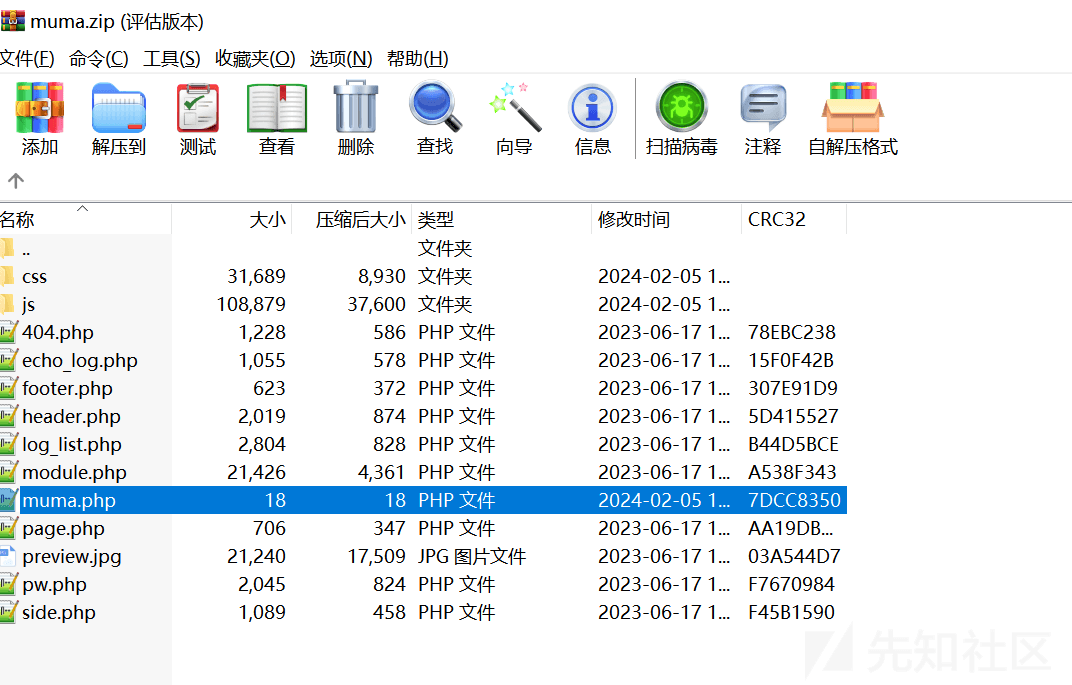 muma.zip (评估版本)
文件(F) 命令(C) 工具(S) 收藏夹(O) 选项(N) 帮助(H)
添加 解压到 测试 查看 删除 查找 向导 信息 扫描病毒 注释 自解压格式
名称 大小 压缩后大小 类型 修改时间 CRC32
.. 文件夹
css 31,689 8,930 文件夹 2024-02-05 1...
js 108,879 37,600 文件夹 2024-02-05 1...
404.php 1,228 586 PHP 文件 2023-06-17 1... 78EBC238
echo_log.php 1,055 578 PHP 文件 2023-06-17 1... 15F0F42B
footer.php 623 372 PHP 文件 2023-06-17 1... 307E91D9
header.php 2,019 874 PHP 文件 2023-06-17 1... 5D415527
log_list.php 2,804 828 PHP 文件 2023-06-17 1... B44D5BCE
module.php 21,426 4,361 PHP 文件 2023-06-17 1... A538F343
muma.php 18 18 PHP 文件 2024-02-05 1... 7DCC8350
page.php 706 347 PHP 文件 2023-06-17 1... AA19DB...
preview.jpg 21,240 17,509 JPG 图片文件 2023-06-17 1... 03A544D7
pw.php 2,045 824 PHP 文件 2023-06-17 1... F7670984
side.php 1,089 458 PHP 文件 2023-06-17 1... F45B1590
先知社区